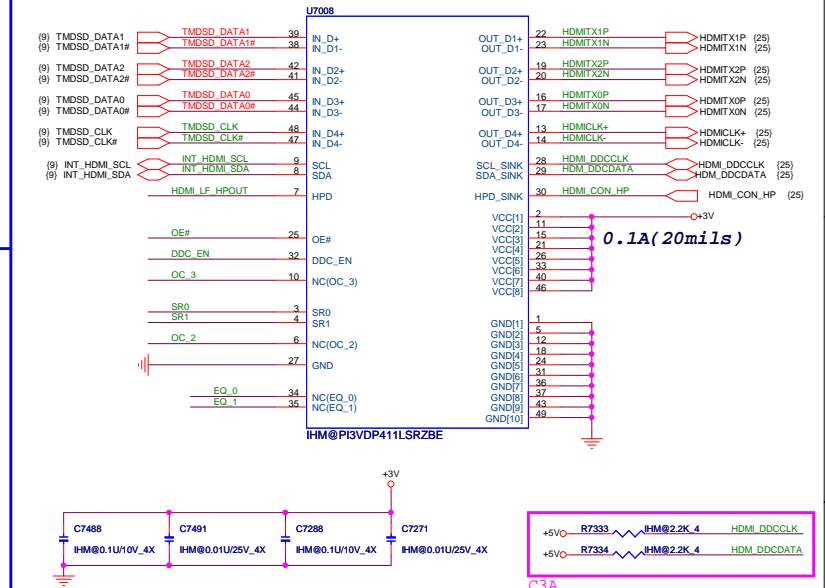 U7008
{9} TMDSD_DATA1 TMDSD_DATA1 39 IN_D+ OUT_D1+ 22 HDMITX1P HDMITX1P {25}
{9} TMDSD_DATA1# TMDSD_DATA1# 38 IN_D1- OUT_D1- 23 HDMITX1N HDMITX1N {25}
{9} TMDSD_DATA2 TMDSD_DATA2 42 IN_D2+ OUT_D2+ 19 HDMITX2P HDMITX2P {25}
{9} TMDSD_DATA2# TMDSD_DATA2# 41 IN_D2- OUT_D2- 20 HDMITX2N HDMITX2N {25}
{9} TMDSD_DATA0 TMDSD_DATA0 45 IN_D3+ OUT_D3+ 16 HDMITX0P HDMITX0P {25}
{9} TMDSD_DATA0# TMDSD_DATA0# 44 IN_D3- OUT_D3- 17 HDMITX0N HDMITX0N {25}
{9} TMDSD_CLK TMDSD_CLK 48 IN_D4+ OUT_D4+ 13 HDMICLK+ HDMICLK+ {25}
{9} TMDSD_CLK# TMDSD_CLK# 47 IN_D4- OUT_D4- 14 HDMICLK- HDMICLK- {25}
{9} INT_HDMI_SCL INT_HDMI_SCL 9 SCL SCL_SINK 28 HDMI_DDCCLK HDMI_DDCCLK {25}
{9} INT_HDMI_SDA INT_HDMI_SDA 8 SDA SDA_SINK 29 HDM_DDCDATA HDM_DDCDATA {25}
HDMI_LF_HPOUT 7 HPD HPD_SINK 30 HDMI_CON_HP HDMI_CON_HP {25}
VCC[1] 2 +3V
VCC[2] 11
OE# 25 OE# VCC[3] 15 0.1A(20mils)
VCC[4] 21
DDC_EN 32 DDC_EN VCC[5] 26
VCC[6] 33
OC_3 10 NC(OC_3) VCC[7] 40
VCC[8] 46
SR0 3 SR0
SR1 4 SR1 GND[1] 1
GND[2] 5
OC_2 6 NC(OC_2) GND[3] 12
GND[4] 18
27 GND GND[5] 24
GND[6] 31
GND[7] 36
EQ_0 34 NC(EQ_0) GND[8] 37
EQ_1 35 NC(EQ_1) GND[9] 43
GND[10] 49
IHM@PI3VDP411LSRZBE
+3V
C7488 C7491 C7288 C7271
IHM@0.1U/10V_4X IHM@0.01U/25V_4X IHM@0.1U/10V_4X IHM@0.01U/25V_4X
+5V R7333 IHM@2.2K_4 HDMI_DDCCLK
+5V R7334 IHM@2.2K_4 HDM_DDCDATA
C3A